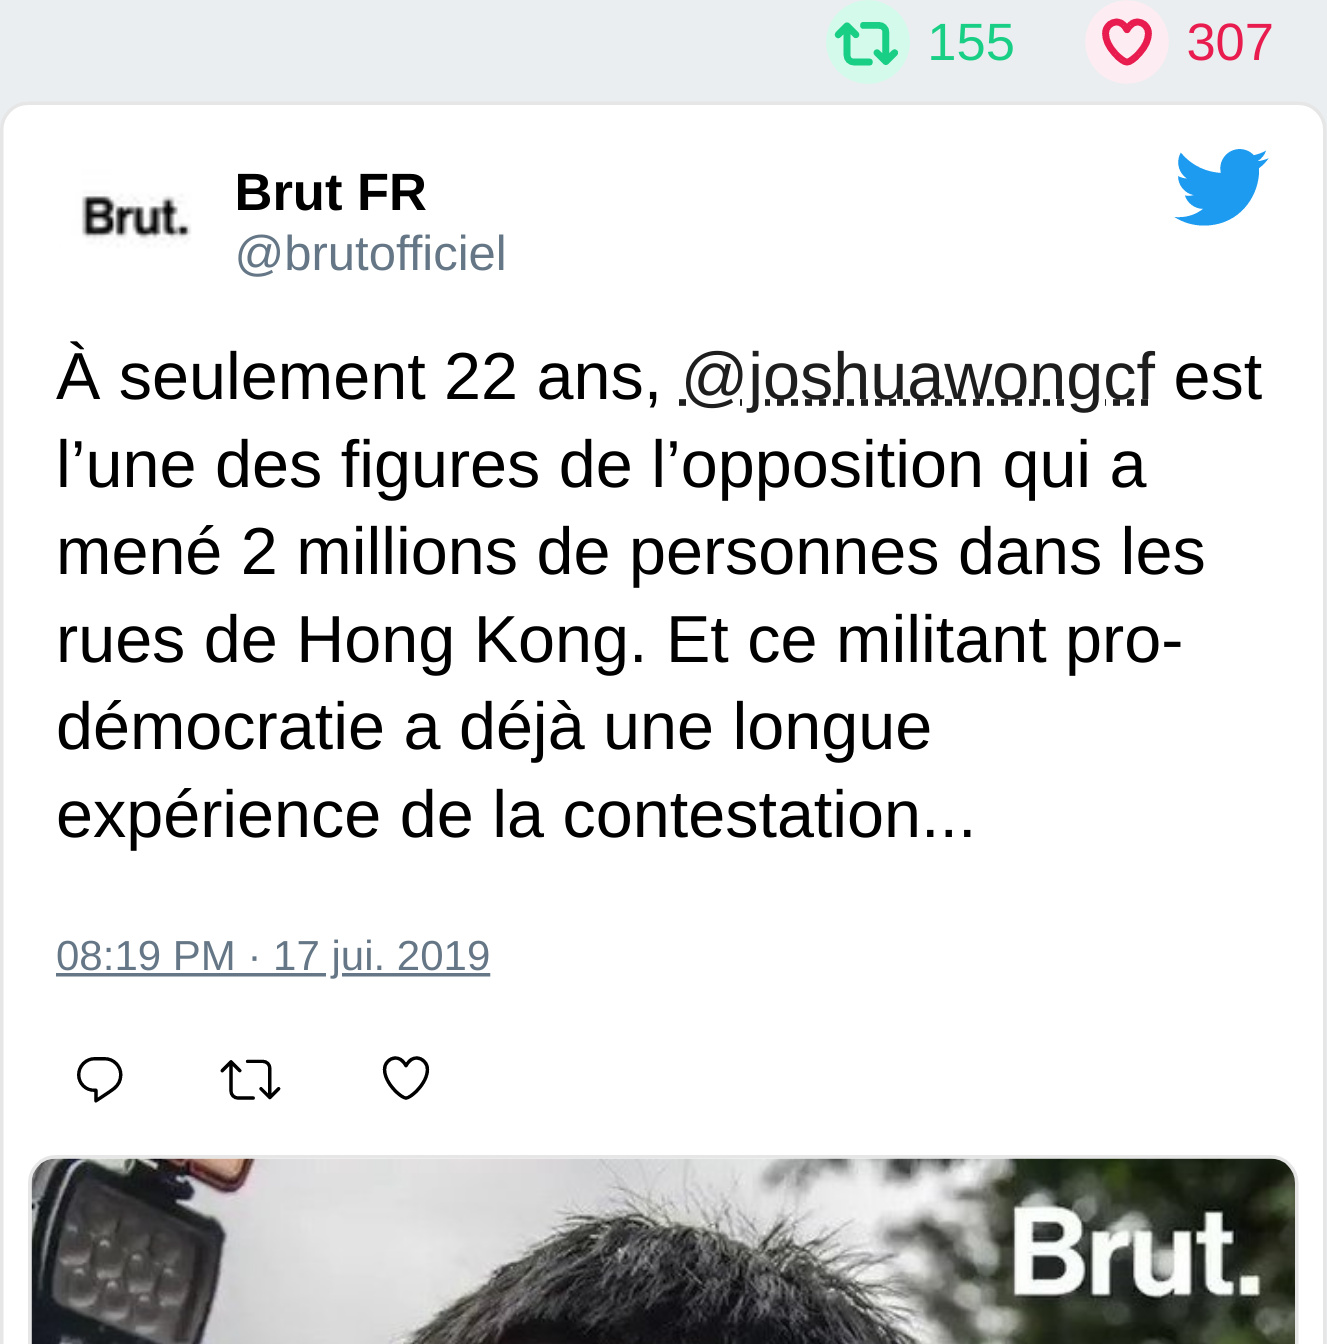 155 307
Brut.
Brut FR
@brutofficiel
À seulement 22 ans, @joshuawongcf est
l’une des figures de l’opposition qui a
mené 2 millions de personnes dans les
rues de Hong Kong. Et ce militant pro-
démocratie a déjà une longue
expérience de la contestation...
08:19 PM · 17 jui. 2019
Brut.